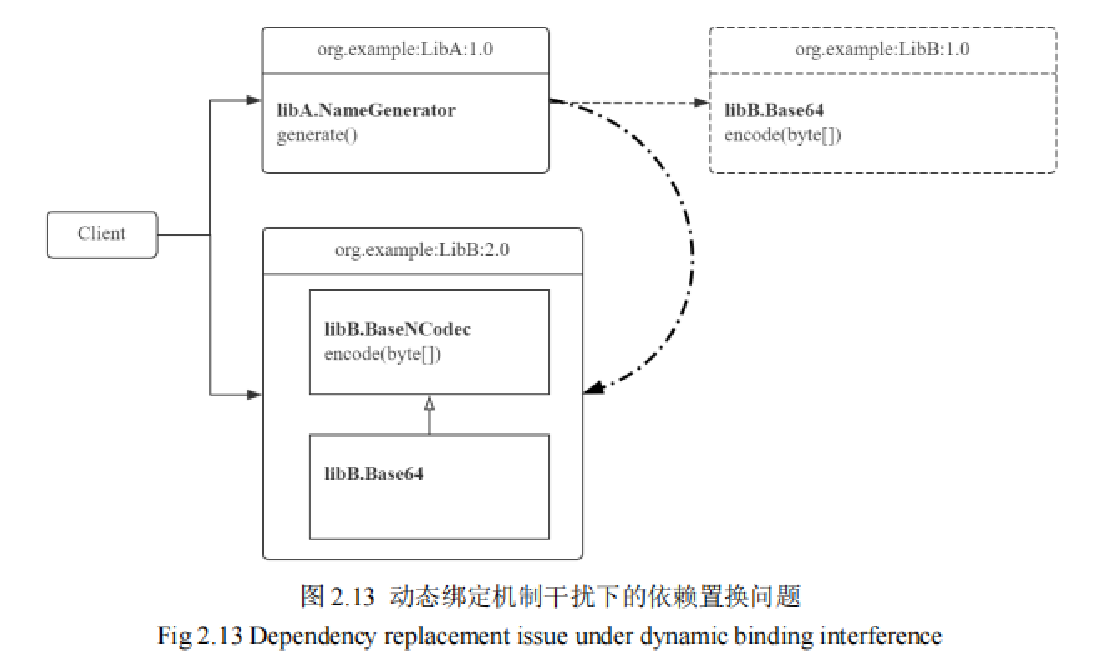 org.example:LibA:1.0
libA.NameGenerator
generate()
org.example:LibB:1.0
libB.Base64
encode(byte[])
Client
org.example:LibB:2.0
libB.BaseNCodec
encode(byte[])
libB.Base64
图 2.13 动态绑定机制干扰下的依赖置换问题
Fig 2.13 Dependency replacement issue under dynamic binding interference